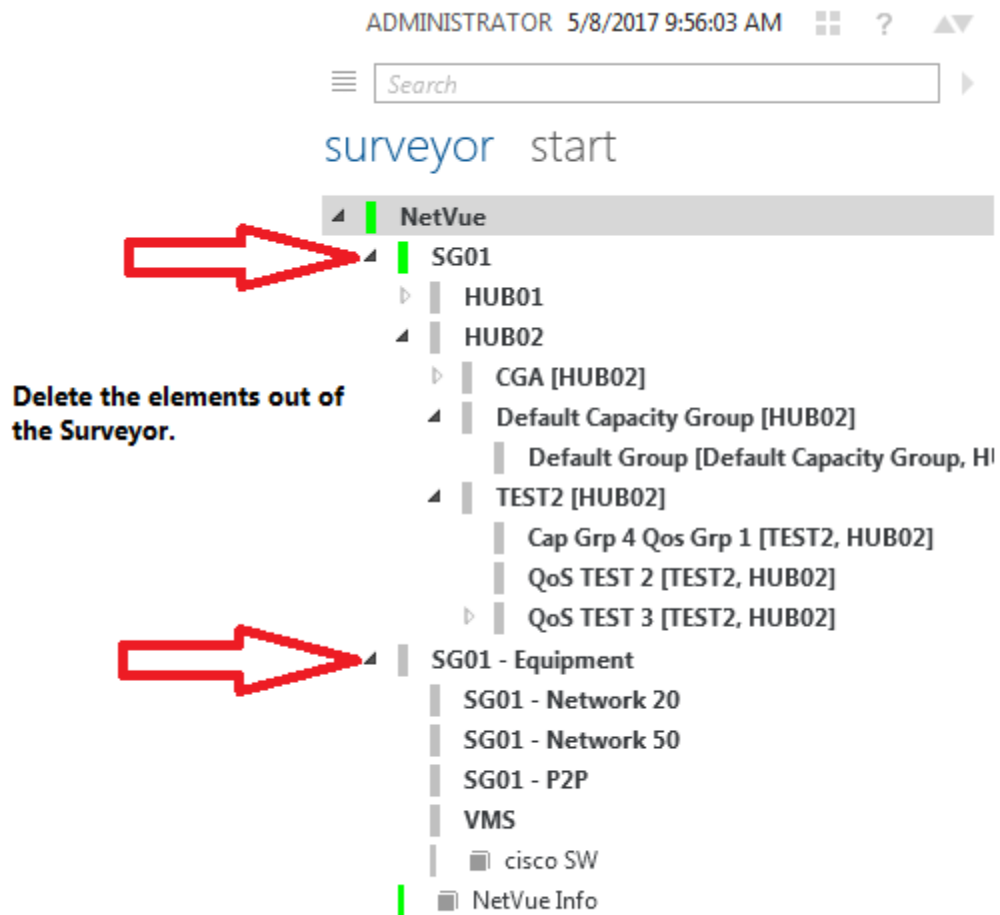 ADMINISTRATOR 5/8/2017 9:56:03 AM ?
Search
surveyor start
NetVue
SG01
HUB01
HUB02
CGA [HUB02]
Delete the elements out of
the Surveyor.
Default Capacity Group [HUB02]
Default Group [Default Capacity Group,
TEST2 [HUB02]
Cap Grp 4 Qos Grp 1 [TEST2, HUB02]
QoS TEST 2 [TEST2, HUB02]
QoS TEST 3 [TEST2, HUB02]
SG01 - Equipment
SG01 - Network 20
SG01 - Network 50
SG01 - P2P
VMS
cisco SW
NetVue Info